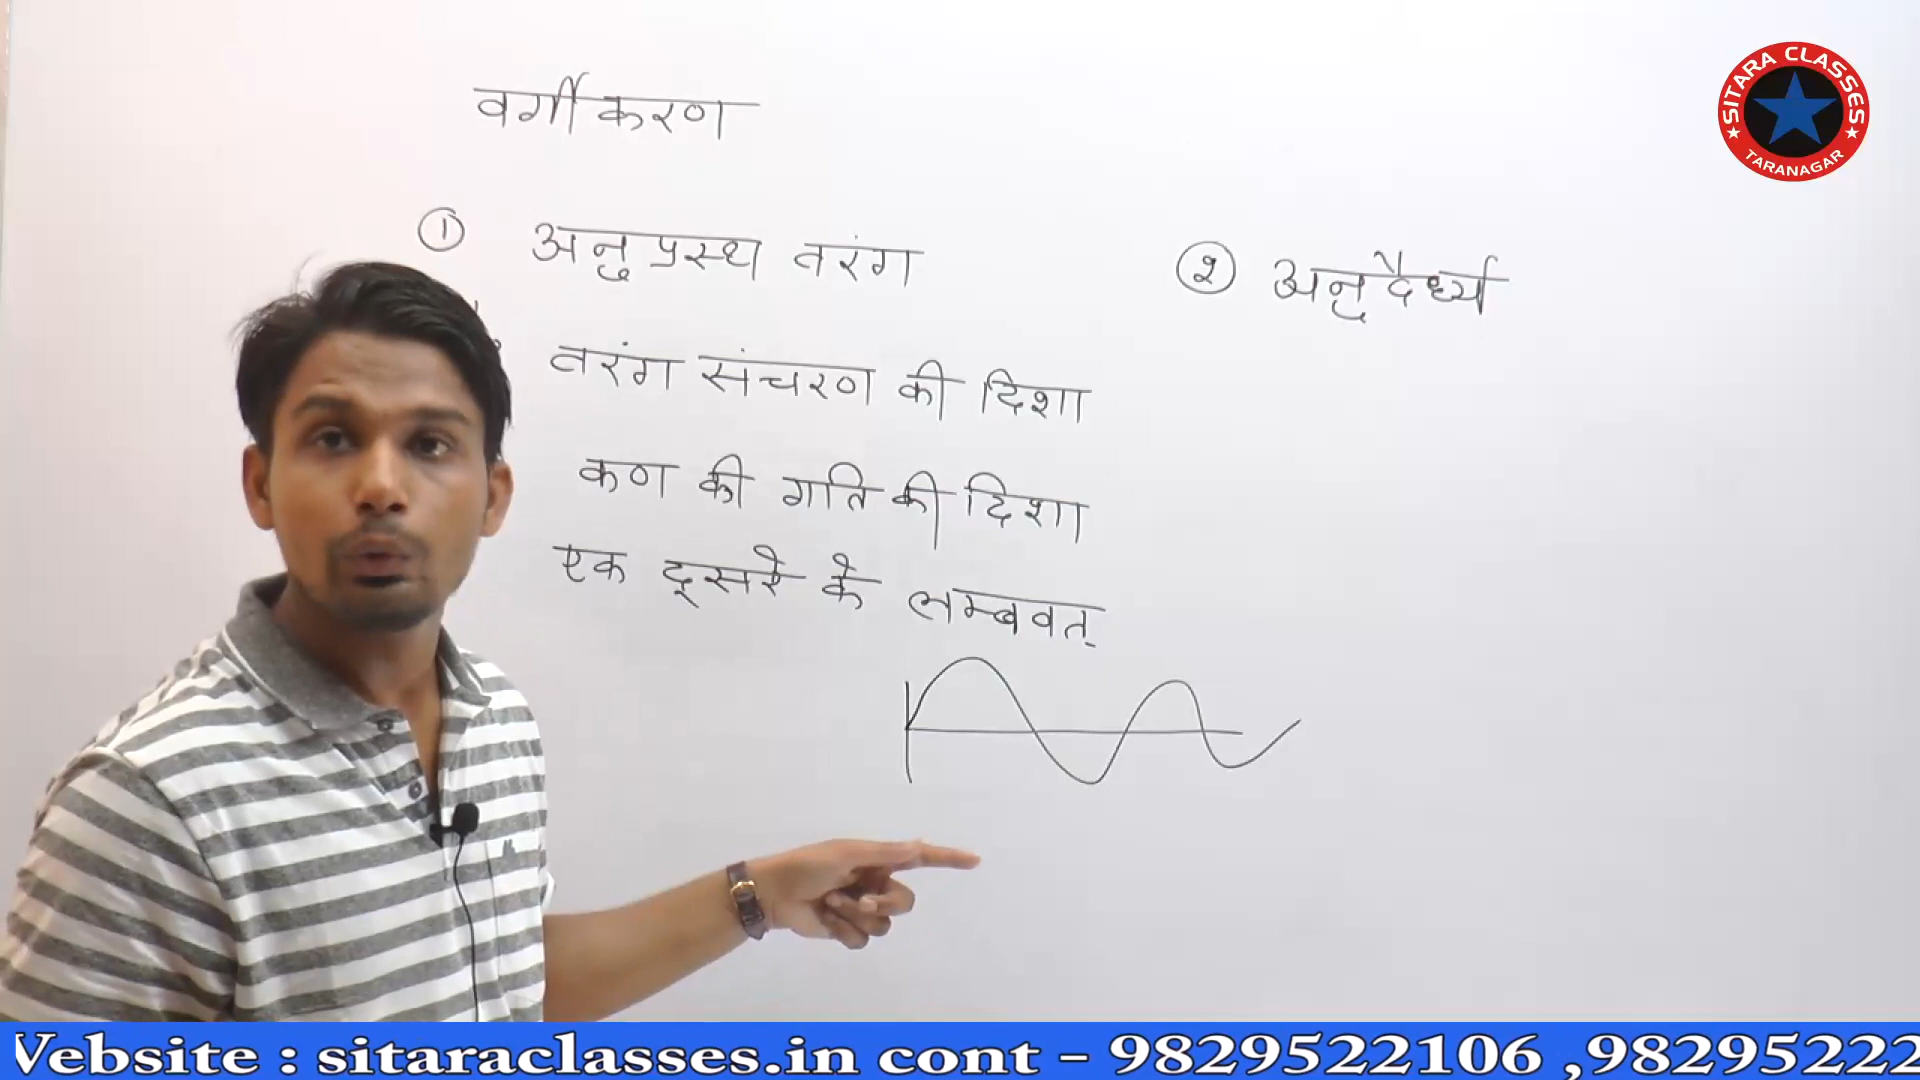 वर्गीकरण
SITARA CLASSES
TARANAGAR
① अनुप्रस्थ तरंग
② अनुदैर्ध्य
तरंग संचरण की दिशा
कण की गति की दिशा
एक दूसरे के लम्बवत्
Website : sitaraclasses.in cont - 9829522106 ,98295222